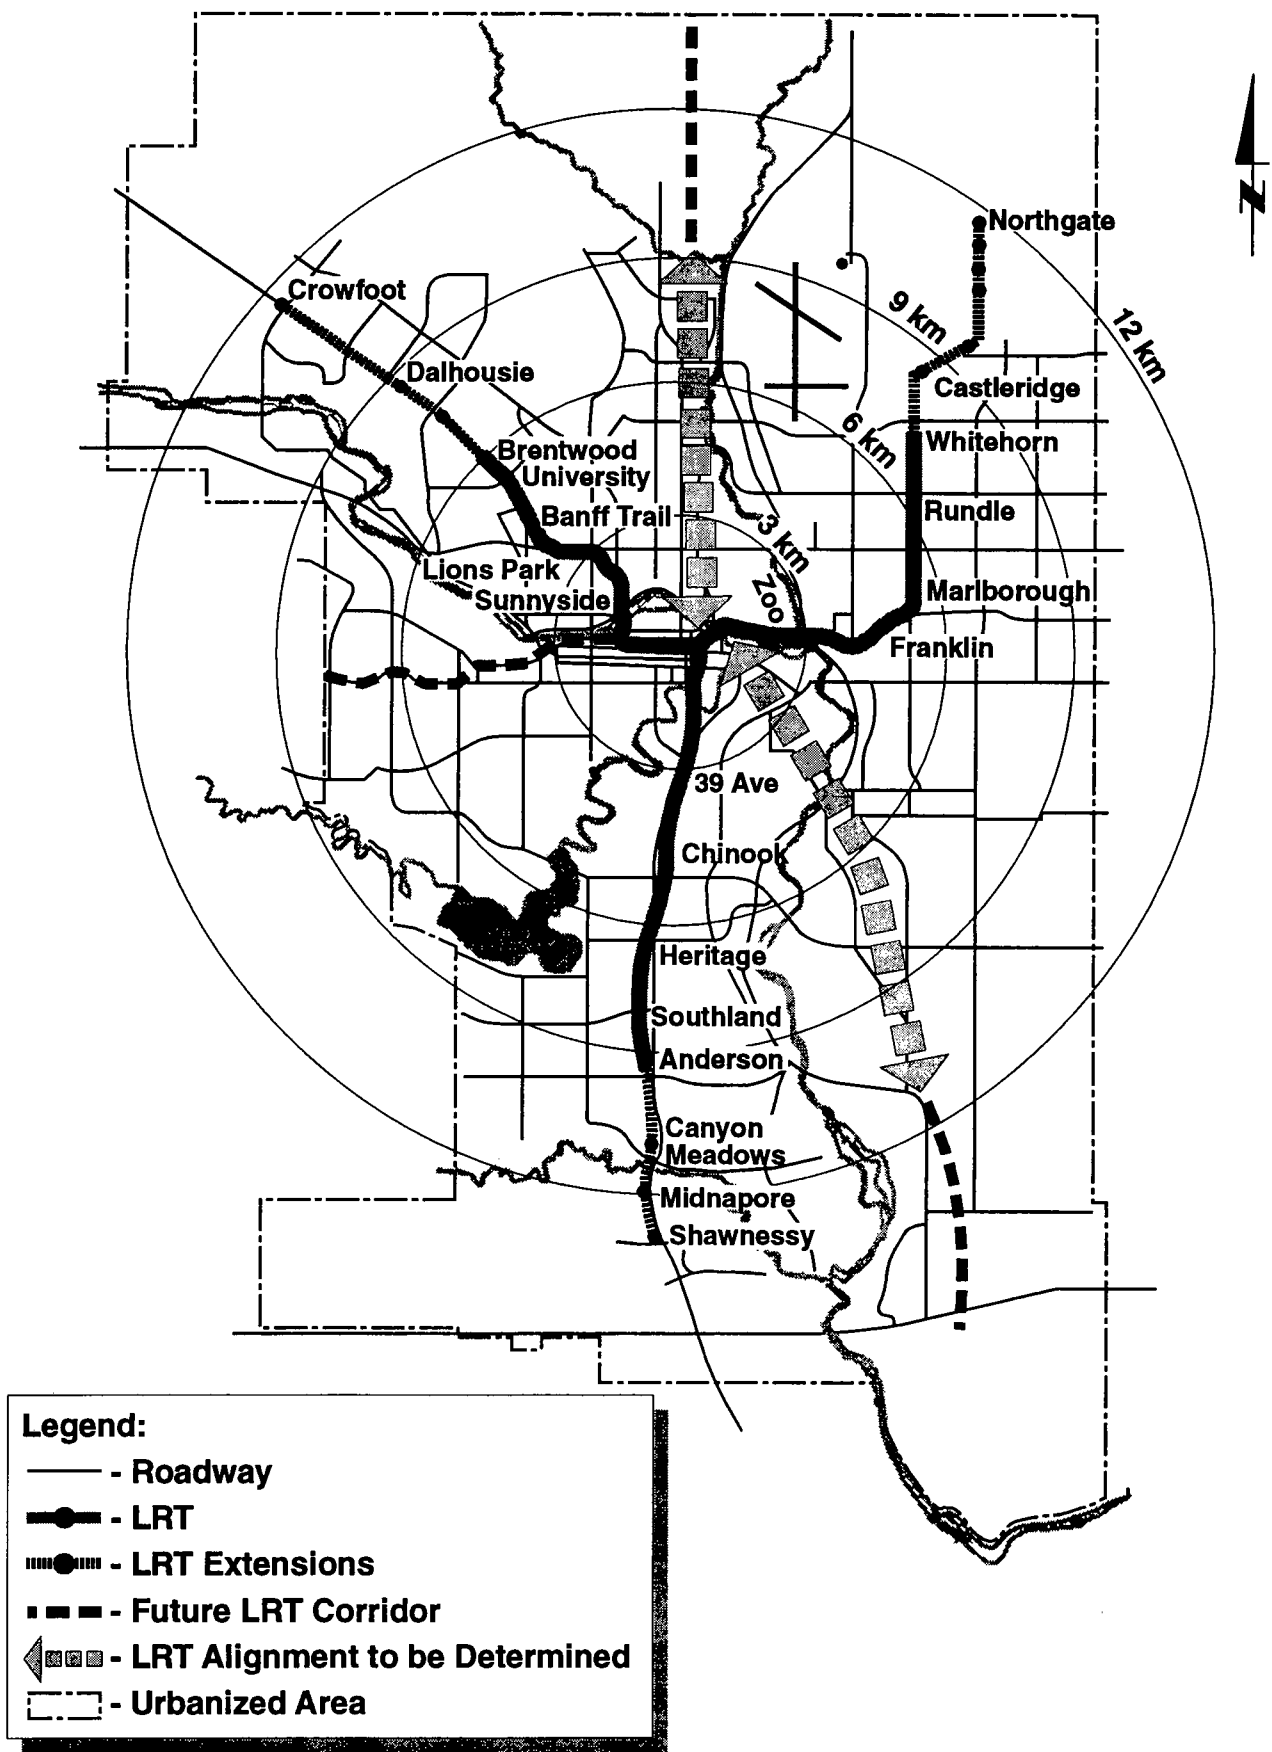 N
Northgate
9 km
12 km
Crowfoot
Dalhousie
Castleridge
6 km
Whitehorn
Brentwood
University
Rundle
Banff Trail
3 km
Lions Park
Zoo
Marlborough
Sunnyside
Franklin
39 Ave
Chinook
Heritage
Southland
Anderson
Canyon
Meadows
Midnapore
Shawnessy
Legend:
- Roadway
- LRT
- LRT Extensions
- Future LRT Corridor
- LRT Alignment to be Determined
- Urbanized Area